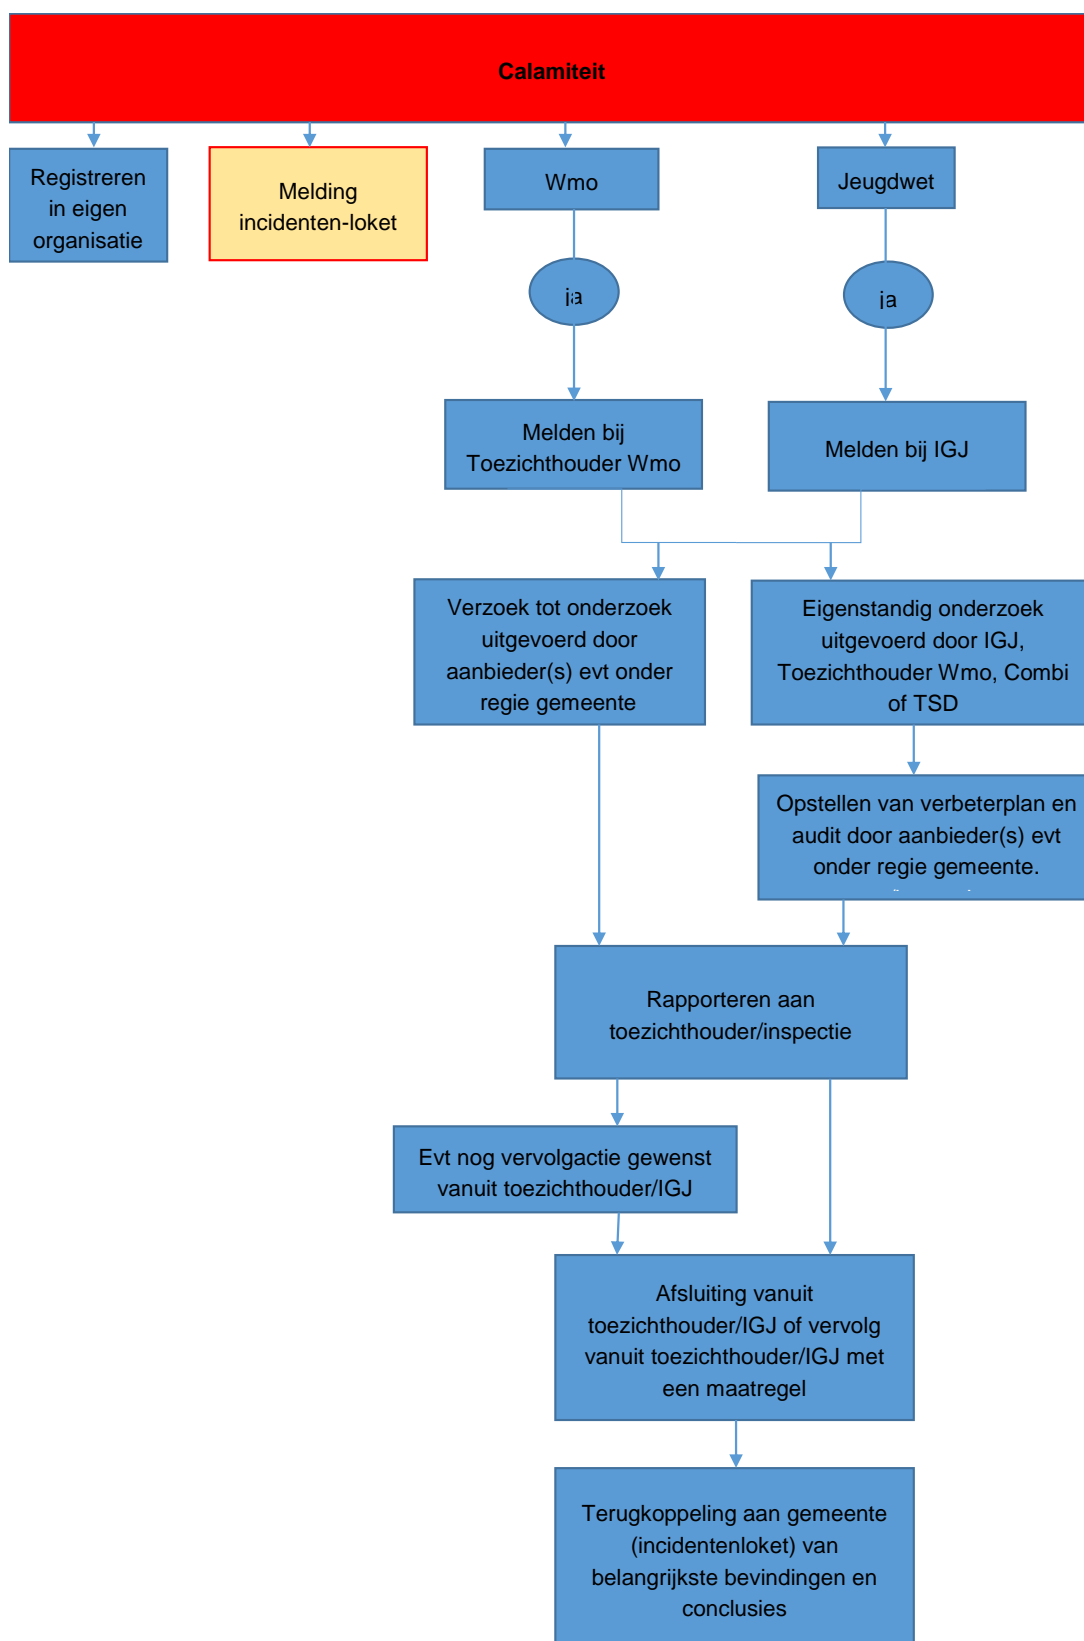 Calamiteit
Registreren
in eigen
organisatie
Melding
incidenten-loket
Wmo
Jeugdwet
ja
ja
Melden bij
Toezichthouder Wmo
Melden bij IGJ
Verzoek tot onderzoek
uitgevoerd door
aanbieder(s) evt onder
regie gemeente
Eigenstandig onderzoek
uitgevoerd door IGJ,
Toezichthouder Wmo, Combi
of TSD
Opstellen van verbeterplan en
audit door aanbieder(s) evt
onder regie gemeente.
Rapporteren aan
toezichthouder/inspectie
Evt nog vervolgactie gewenst
vanuit toezichthouder/IGJ
Afsluiting vanuit
toezichthouder/IGJ of vervolg
vanuit toezichthouder/IGJ met
een maatregel
Terugkoppeling aan gemeente
(incidentenloket) van
belangrijkste bevindingen en
conclusies